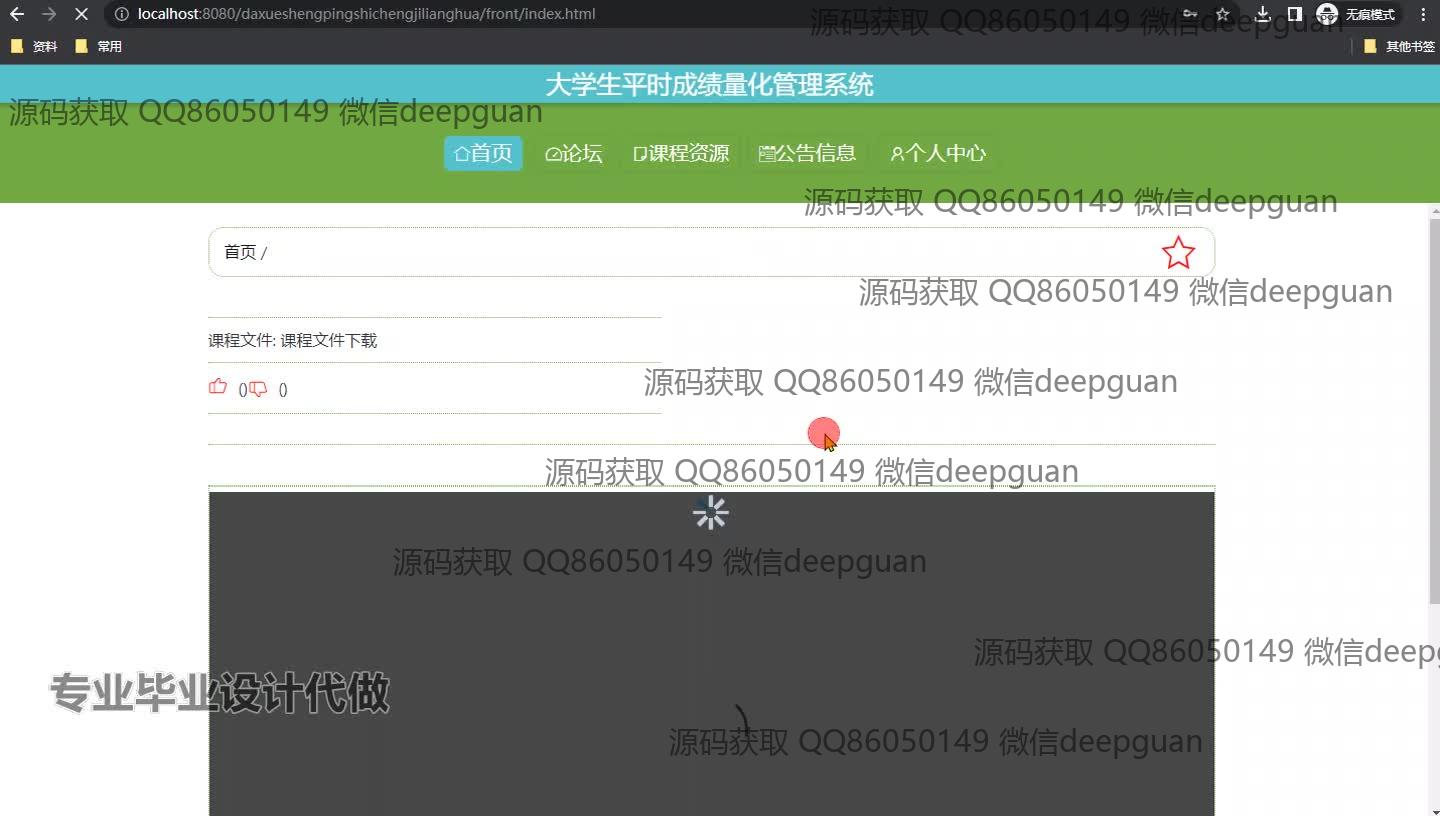 localhost:8080/daxueshengpingshichengjilianghua/front/index.html
无痕模式
源码获取 QQ86050149 微信deepguan
资料
常用
其他书签
大学生平时成绩量化管理系统
源码获取 QQ86050149 微信deepguan
首页
论坛
课程资源
公告信息
个人中心
源码获取 QQ86050149 微信deepguan
首页 /
源码获取 QQ86050149 微信deepguan
课程文件: 课程文件下载
源码获取 QQ86050149 微信deepguan
() ()
源码获取 QQ86050149 微信deepguan
源码获取 QQ86050149 微信deepguan
源码获取 QQ86050149 微信deep
专业毕业设计代做
源码获取 QQ86050149 微信deepguan